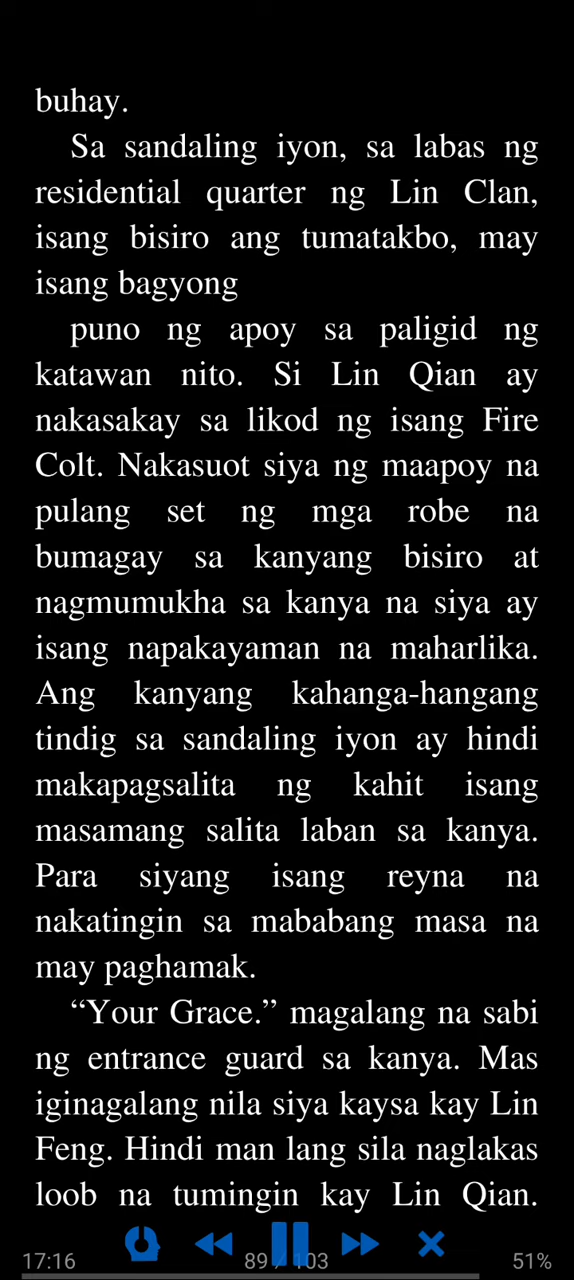 buhay.
Sa sandaling iyon, sa labas ng
residential quarter ng Lin Clan,
isang bisiro ang tumatakbo, may
isang bagyong
puno ng apoy sa paligid ng
katawan nito. Si Lin Qian ay
nakasakay sa likod ng isang Fire
Colt. Nakasuot siya ng maapoy na
pulang set ng mga robe na
bumagay sa kanyang bisiro at
nagmumukha sa kanya na siya ay
isang napakayaman na maharlika.
Ang kanyang kahanga-hangang
tindig sa sandaling iyon ay hindi
makapagsalita ng kahit isang
masamang salita laban sa kanya.
Para siyang isang reyna na
nakatingin sa mababang masa na
may paghamak.
“Your Grace.” magalang na sabi
ng entrance guard sa kanya. Mas
iginagalang nila siya kaysa kay Lin
Feng. Hindi man lang sila naglakas
loob na tumingin kay Lin Qian.
17:16 89 / 103 51%